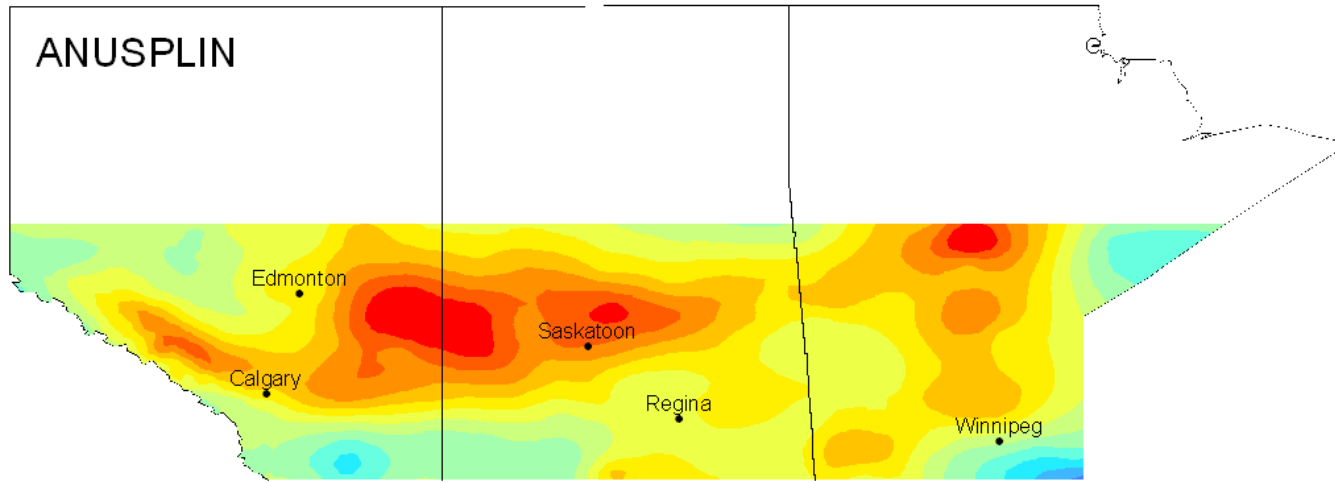 ANUSPLIN
Edmonton
Saskatoon
Calgary
Regina
Winnipeg